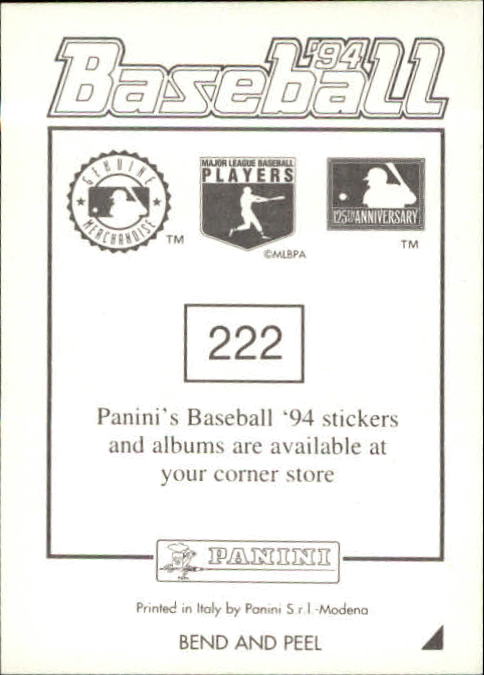 '94
Baseball
GENUINE
MERCHANDISE
TM
MAJOR LEAGUE BASEBALL
PLAYERS
©MLBPA
125TH ANNIVERSARY
TM
222
Panini's Baseball '94 stickers
and albums are available at
your corner store
PANINI
Printed in Italy by Panini S.r.l.-Modena
BEND AND PEEL